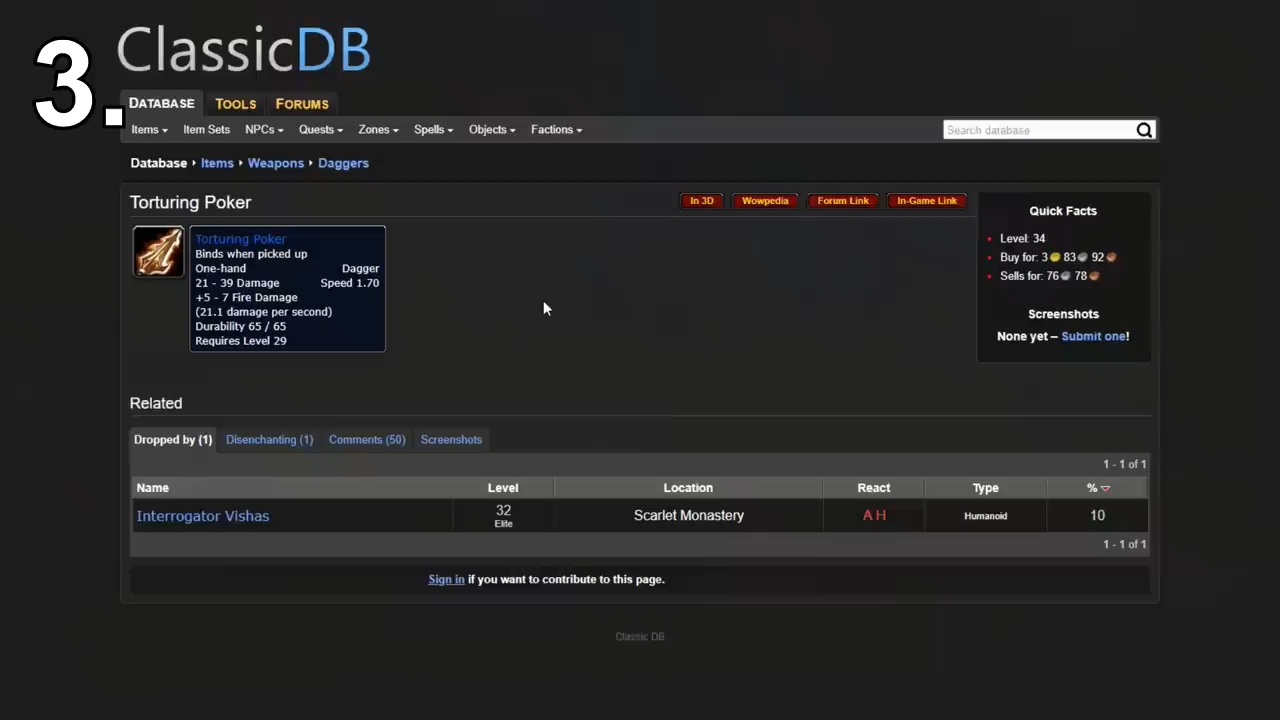 3.
ClassicDB
Database Tools Forums
Items Item Sets NPCs Quests Zones Spells Objects Factions Search database
Database Items Weapons Daggers
Torturing Poker
In 3D Wowpedia Forum Link In-Game Link
Torturing Poker
Binds when picked up
One-hand Dagger
21 - 39 Damage Speed 1.70
+5 - 7 Fire Damage
(21.1 damage per second)
Durability 65 / 65
Requires Level 29
Quick Facts
Level: 34
Buy for: 3 83 92
Sells for: 76 78
Screenshots
None yet – Submit one!
Related
Dropped by (1) Disenchanting (1) Comments (50) Screenshots
1 - 1 of 1
Name Level Location React Type %
Interrogator Vishas 32 Scarlet Monastery A H Humanoid 10
Elite
1 - 1 of 1
Sign in if you want to contribute to this page.
Classic DB